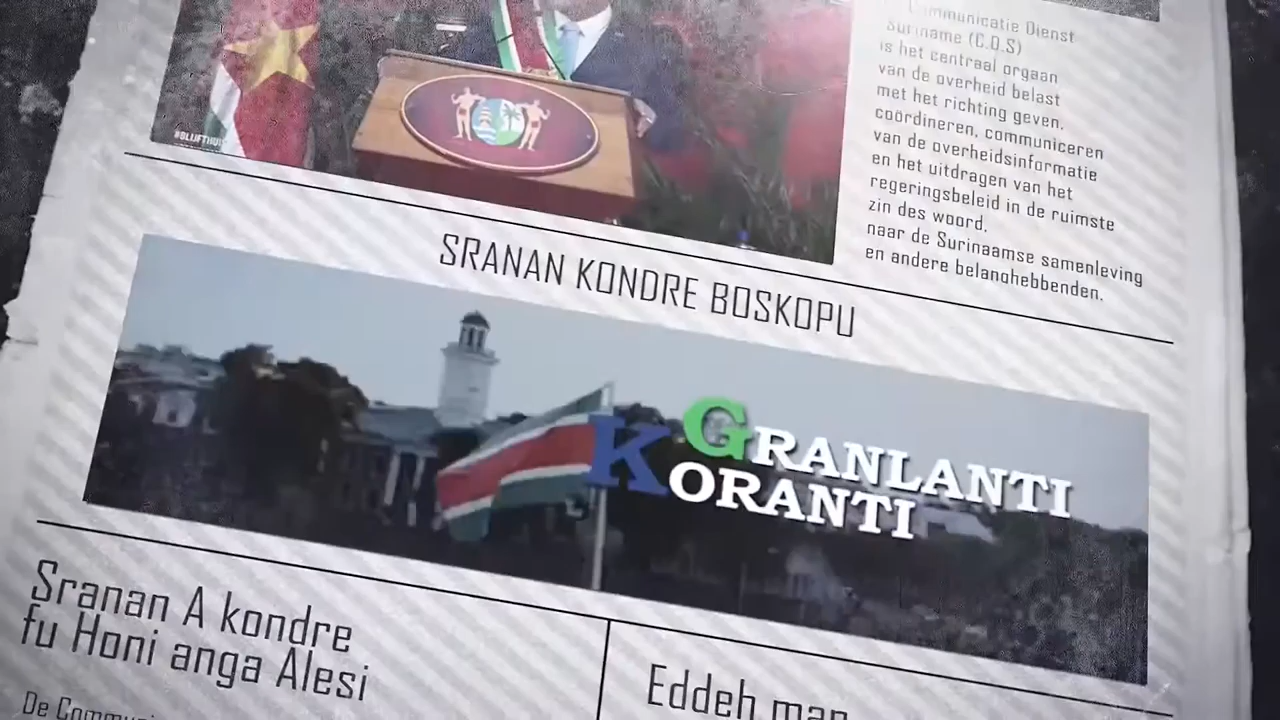 Communicatie Dienst
Suriname (C.D.S)
is het centraal orgaan
van de overheid belast
met het richting geven,
coördineren, communiceren
van de overheidsinformatie
en het uitdragen van het
regeringsbeleid in de ruimste
zin des woord.
naar de Surinaamse samenleving
en andere belanghebbenden.
SRANAN KONDRE BOSKOPU
GRANLANTI
KORANTI
Sranan A kondre
fu Honi anga Alesi
De
Eddeh man